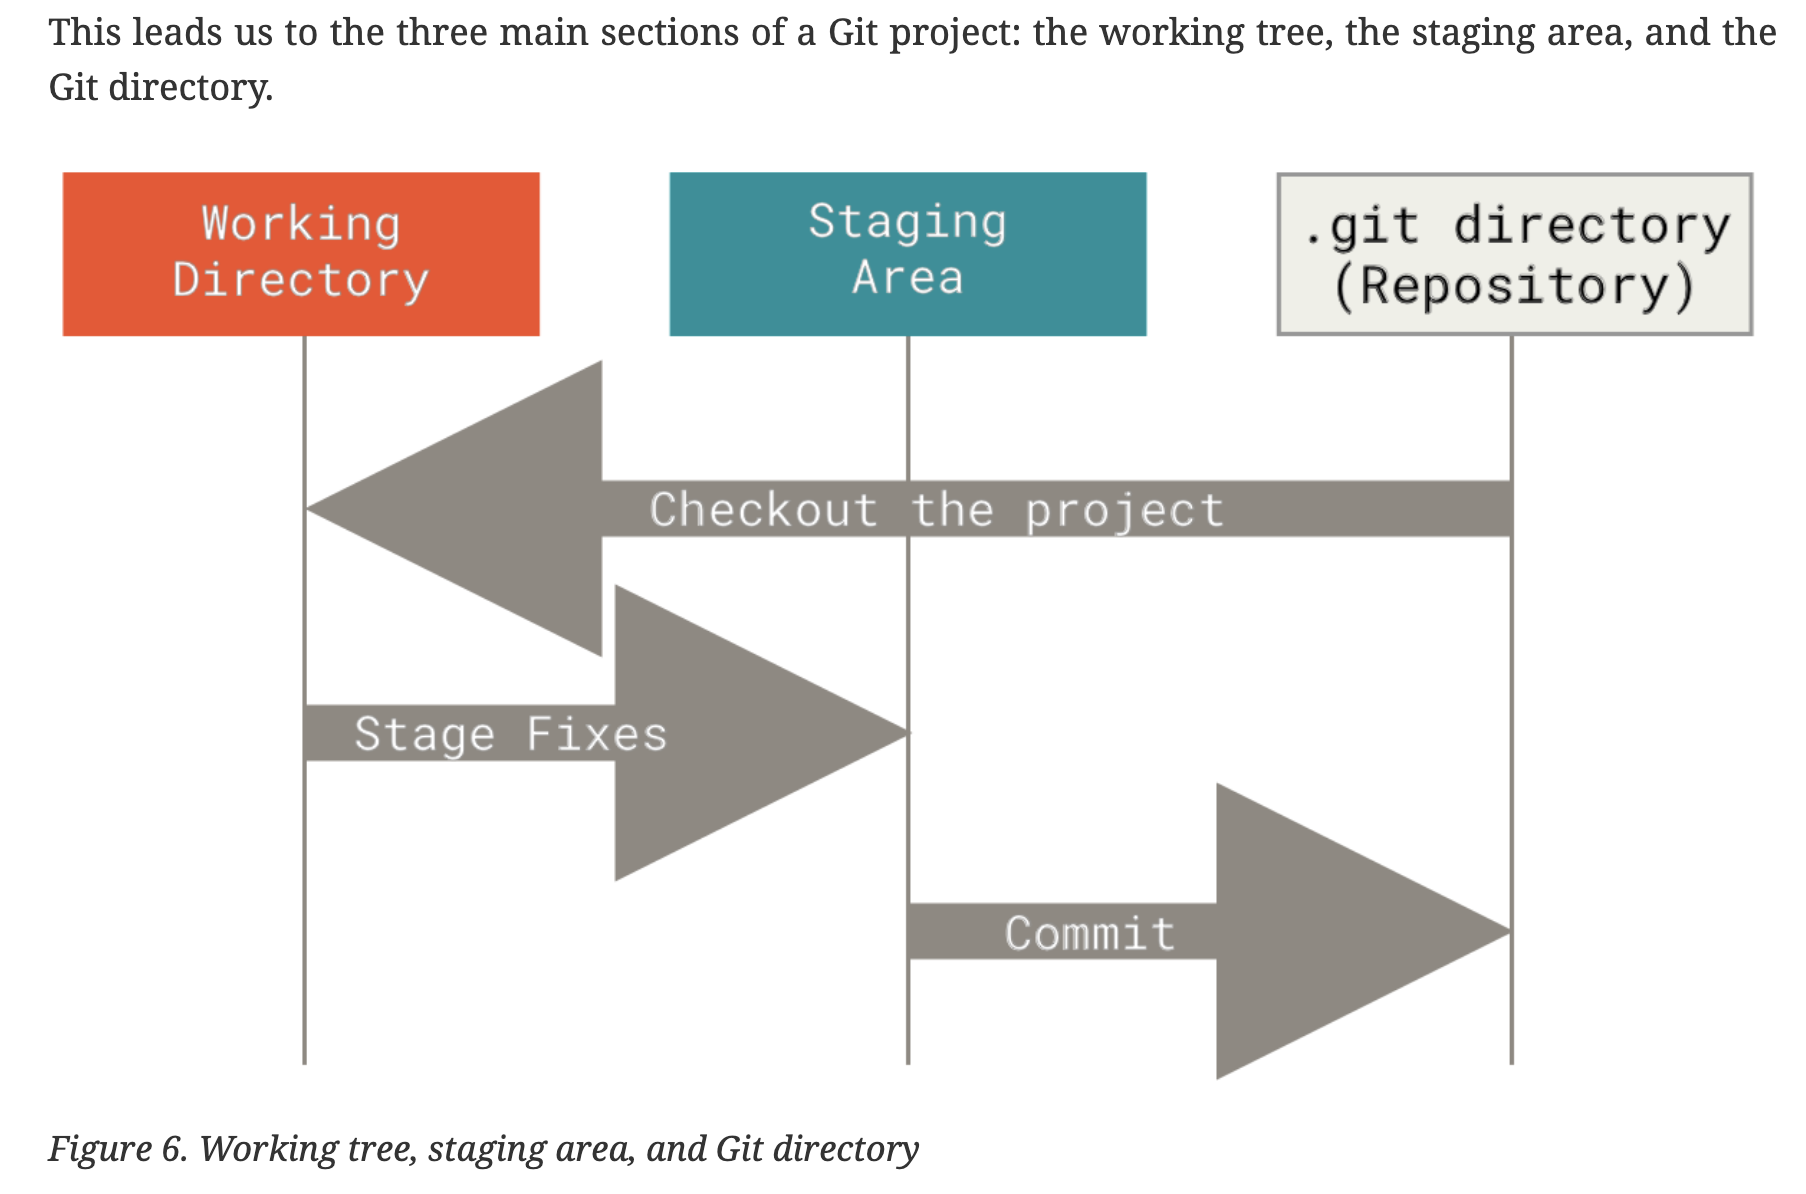 This leads us to the three main sections of a Git project: the working tree, the staging area, and the
Git directory.
Working
Directory
Staging
Area
.git directory
(Repository)
Checkout the project
Stage Fixes
Commit
Figure 6. Working tree, staging area, and Git directory